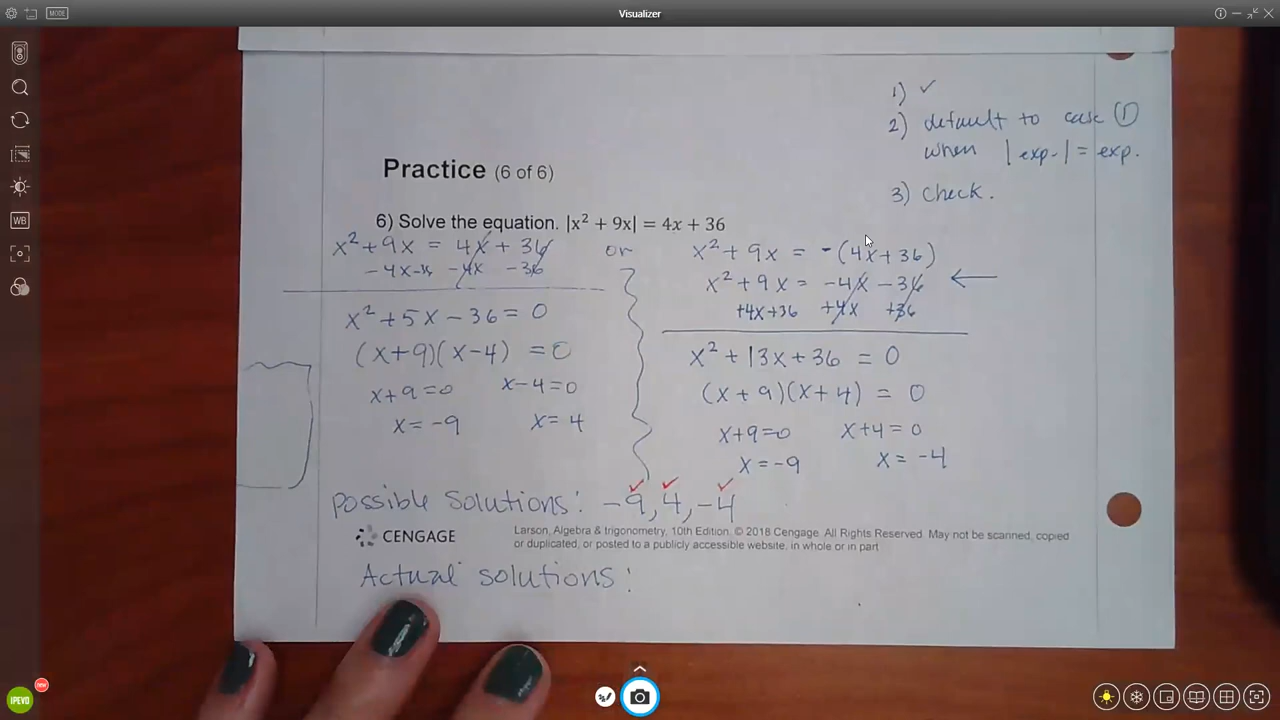 MODE
Visualizer
1) ✓
2) default to case ①
when | exp. | = exp.
3) check.
Practice (6 of 6)
6) Solve the equation. |x² + 9x| = 4x + 36
x² + 9x = 4x + 36 or x² + 9x = -(4x + 36)
-4x-36 -4x -36
x² + 9x = -4x - 36 ←
+4x+36 +4x +36
x² + 5x - 36 = 0
(x+9)(x-4) = 0
x+9=0 x-4=0
x=-9 x=4
x² + 13x + 36 = 0
(x+9)(x+4) = 0
x+9=0 x+4=0
x=-9 x=-4
possible solutions: -9, 4, -4
CENGAGE
Larson, Algebra & trigonometry, 10th Edition. © 2018 Cengage. All Rights Reserved. May not be scanned, copied
or duplicated, or posted to a publicly accessible website, in whole or in part
Actual solutions:
WB
IPEVO
new